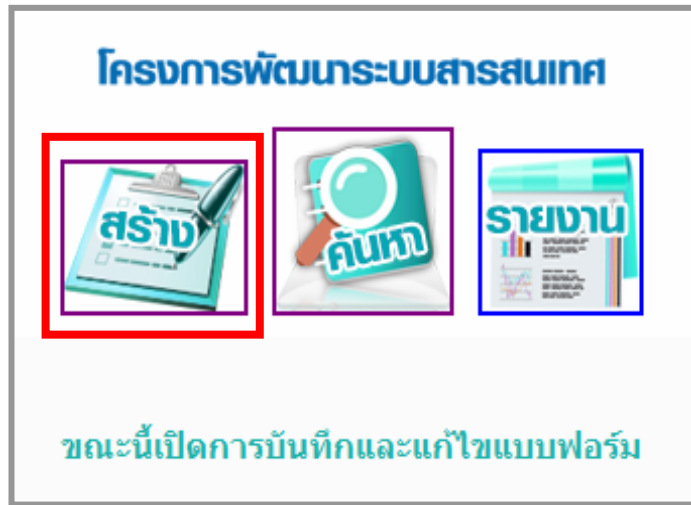 โครงการพัฒนาระบบสารสนเทศ
สร้าง
ค้นหา
รายงาน
ขณะนี้เปิดการบันทึกและแก้ไขแบบฟอร์ม